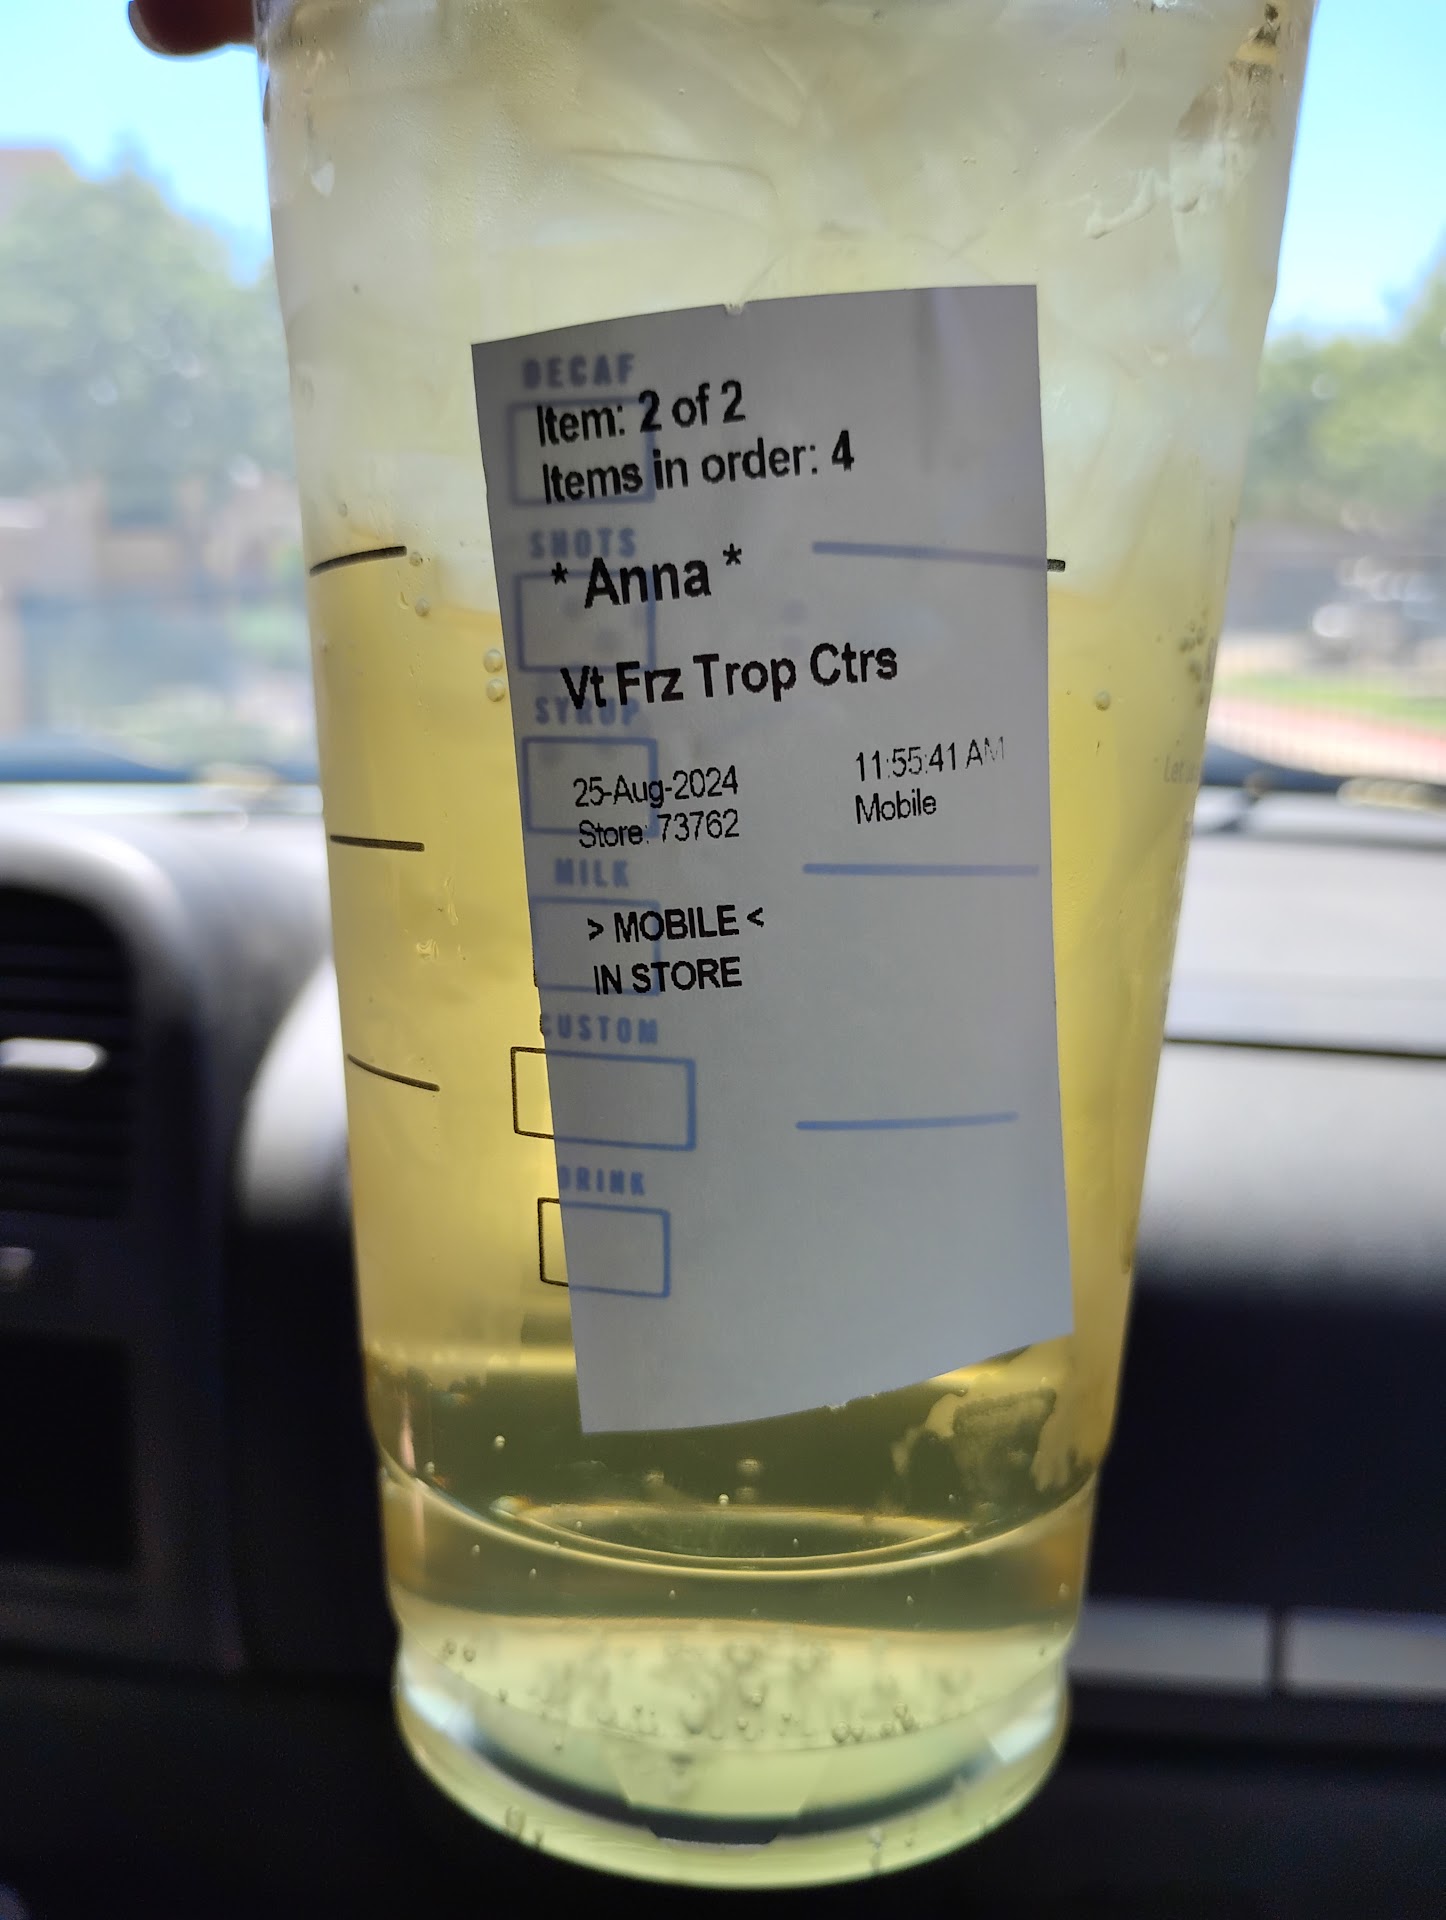 DECAF
Item: 2 of 2
Items in order: 4
SHOTS
* Anna *
Vt Frz Trop Ctrs
SYRUP
25-Aug-2024 11:55:41 AM
Store: 73762 Mobile
MILK
> MOBILE <
IN STORE
CUSTOM
DRINK